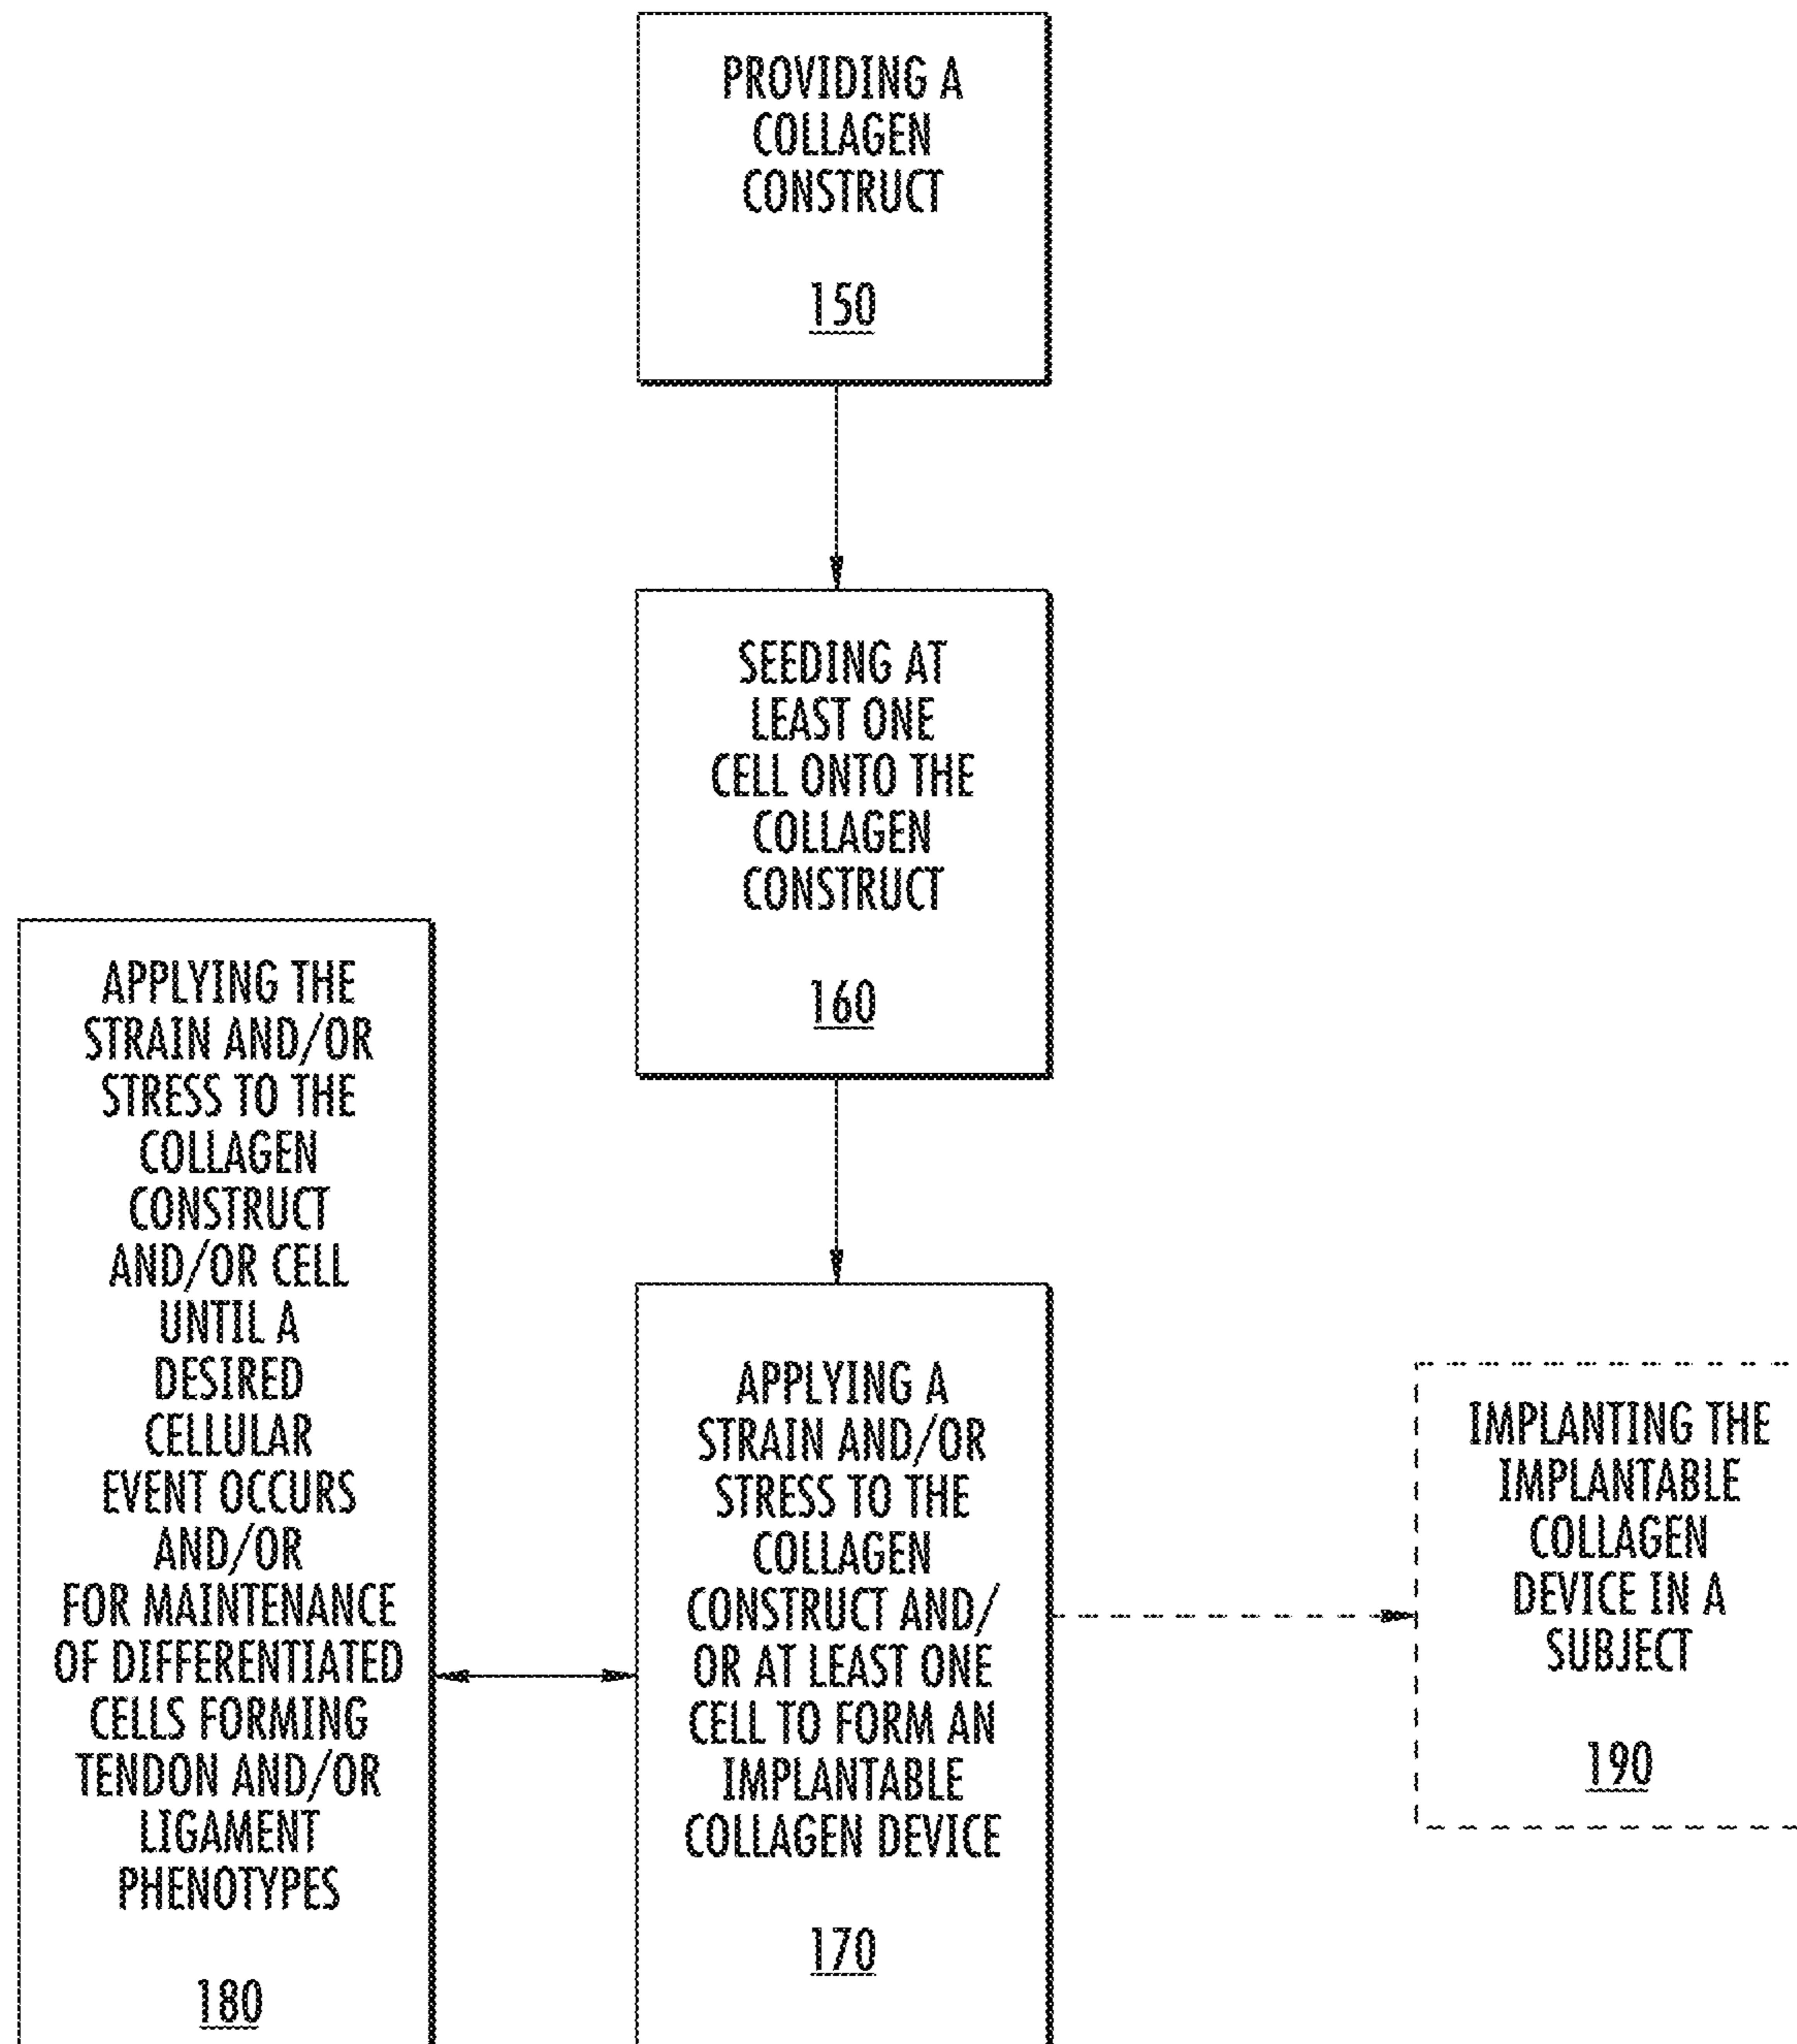 PROVIDING A
COLLAGEN
CONSTRUCT
150
SEEDING AT
LEAST ONE
CELL ONTO THE
COLLAGEN
CONSTRUCT
160
APPLYING THE
STRAIN AND/OR
STRESS TO THE
COLLAGEN
CONSTRUCT
AND/OR CELL
UNTIL A
DESIRED
CELLULAR
EVENT OCCURS
AND/OR
FOR MAINTENANCE
OF DIFFERENTIATED
CELLS FORMING
TENDON AND/OR
LIGAMENT
PHENOTYPES
180
APPLYING A
STRAIN AND/OR
STRESS TO THE
COLLAGEN
CONSTRUCT AND/
OR AT LEAST ONE
CELL TO FORM AN
IMPLANTABLE
COLLAGEN DEVICE
170
IMPLANTING THE
IMPLANTABLE
COLLAGEN
DEVICE IN A
SUBJECT
190